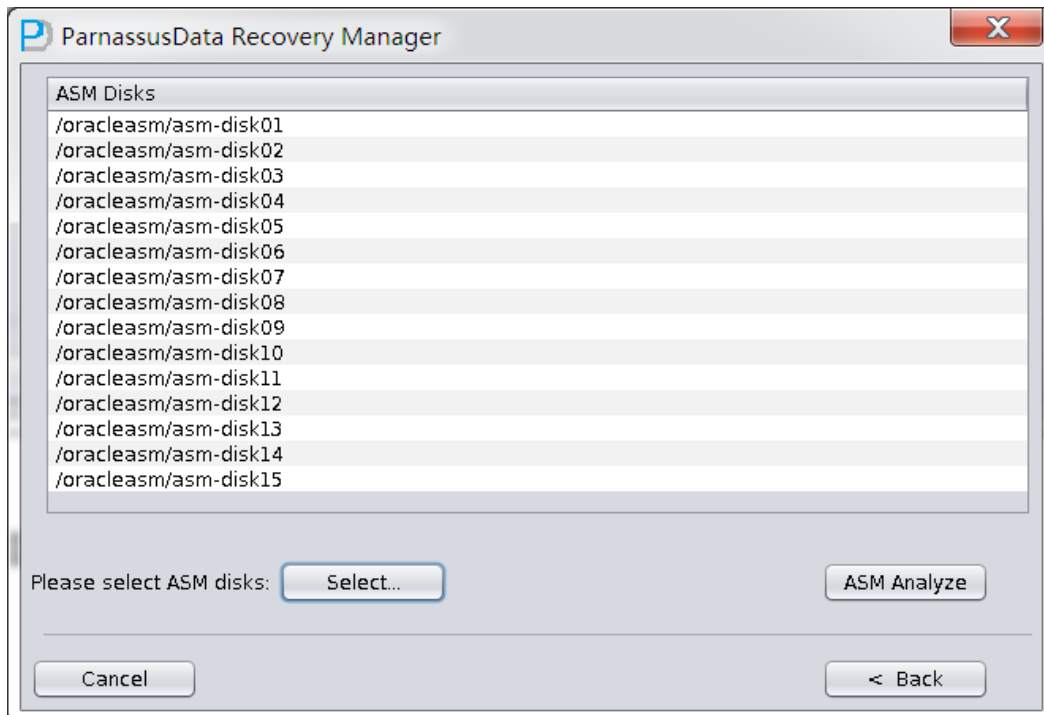 ParnassusData Recovery Manager
ASM Disks
/oracleasm/asm-disk01
/oracleasm/asm-disk02
/oracleasm/asm-disk03
/oracleasm/asm-disk04
/oracleasm/asm-disk05
/oracleasm/asm-disk06
/oracleasm/asm-disk07
/oracleasm/asm-disk08
/oracleasm/asm-disk09
/oracleasm/asm-disk10
/oracleasm/asm-disk11
/oracleasm/asm-disk12
/oracleasm/asm-disk13
/oracleasm/asm-disk14
/oracleasm/asm-disk15
Please select ASM disks: Select... ASM Analyze
Cancel < Back